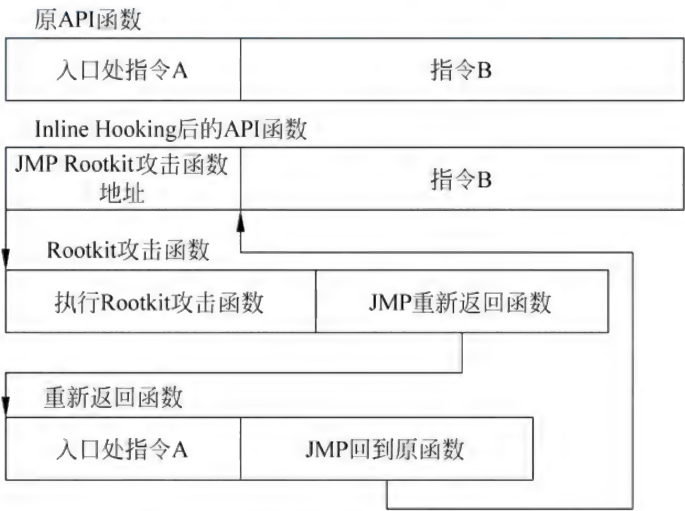 原API函数
入口处指令A
指令B
Inline Hooking后的API函数
JMP Rootkit攻击函数
地址
指令B
Rootkit攻击函数
执行Rootkit攻击函数
JMP重新返回函数
重新返回函数
入口处指令A
JMP回到原函数